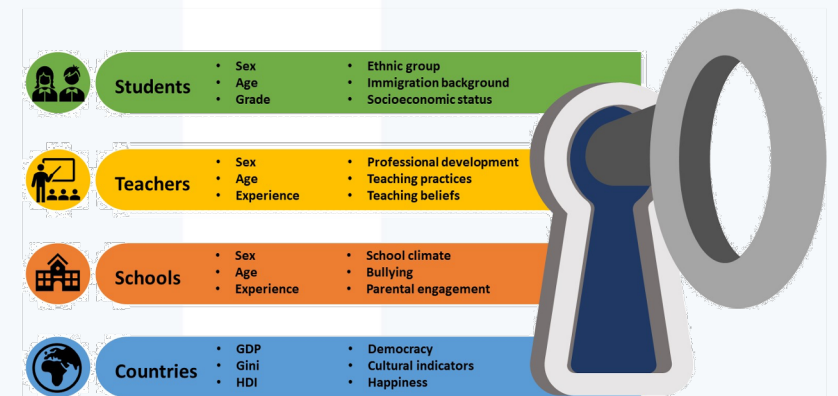 Students
• Sex
• Age
• Grade
• Ethnic group
• Immigration background
• Socioeconomic status
Teachers
• Sex
• Age
• Experience
• Professional development
• Teaching practices
• Teaching beliefs
Schools
• Sex
• Age
• Experience
• School climate
• Bullying
• Parental engagement
Countries
• GDP
• Gini
• HDI
• Democracy
• Cultural indicators
• Happiness